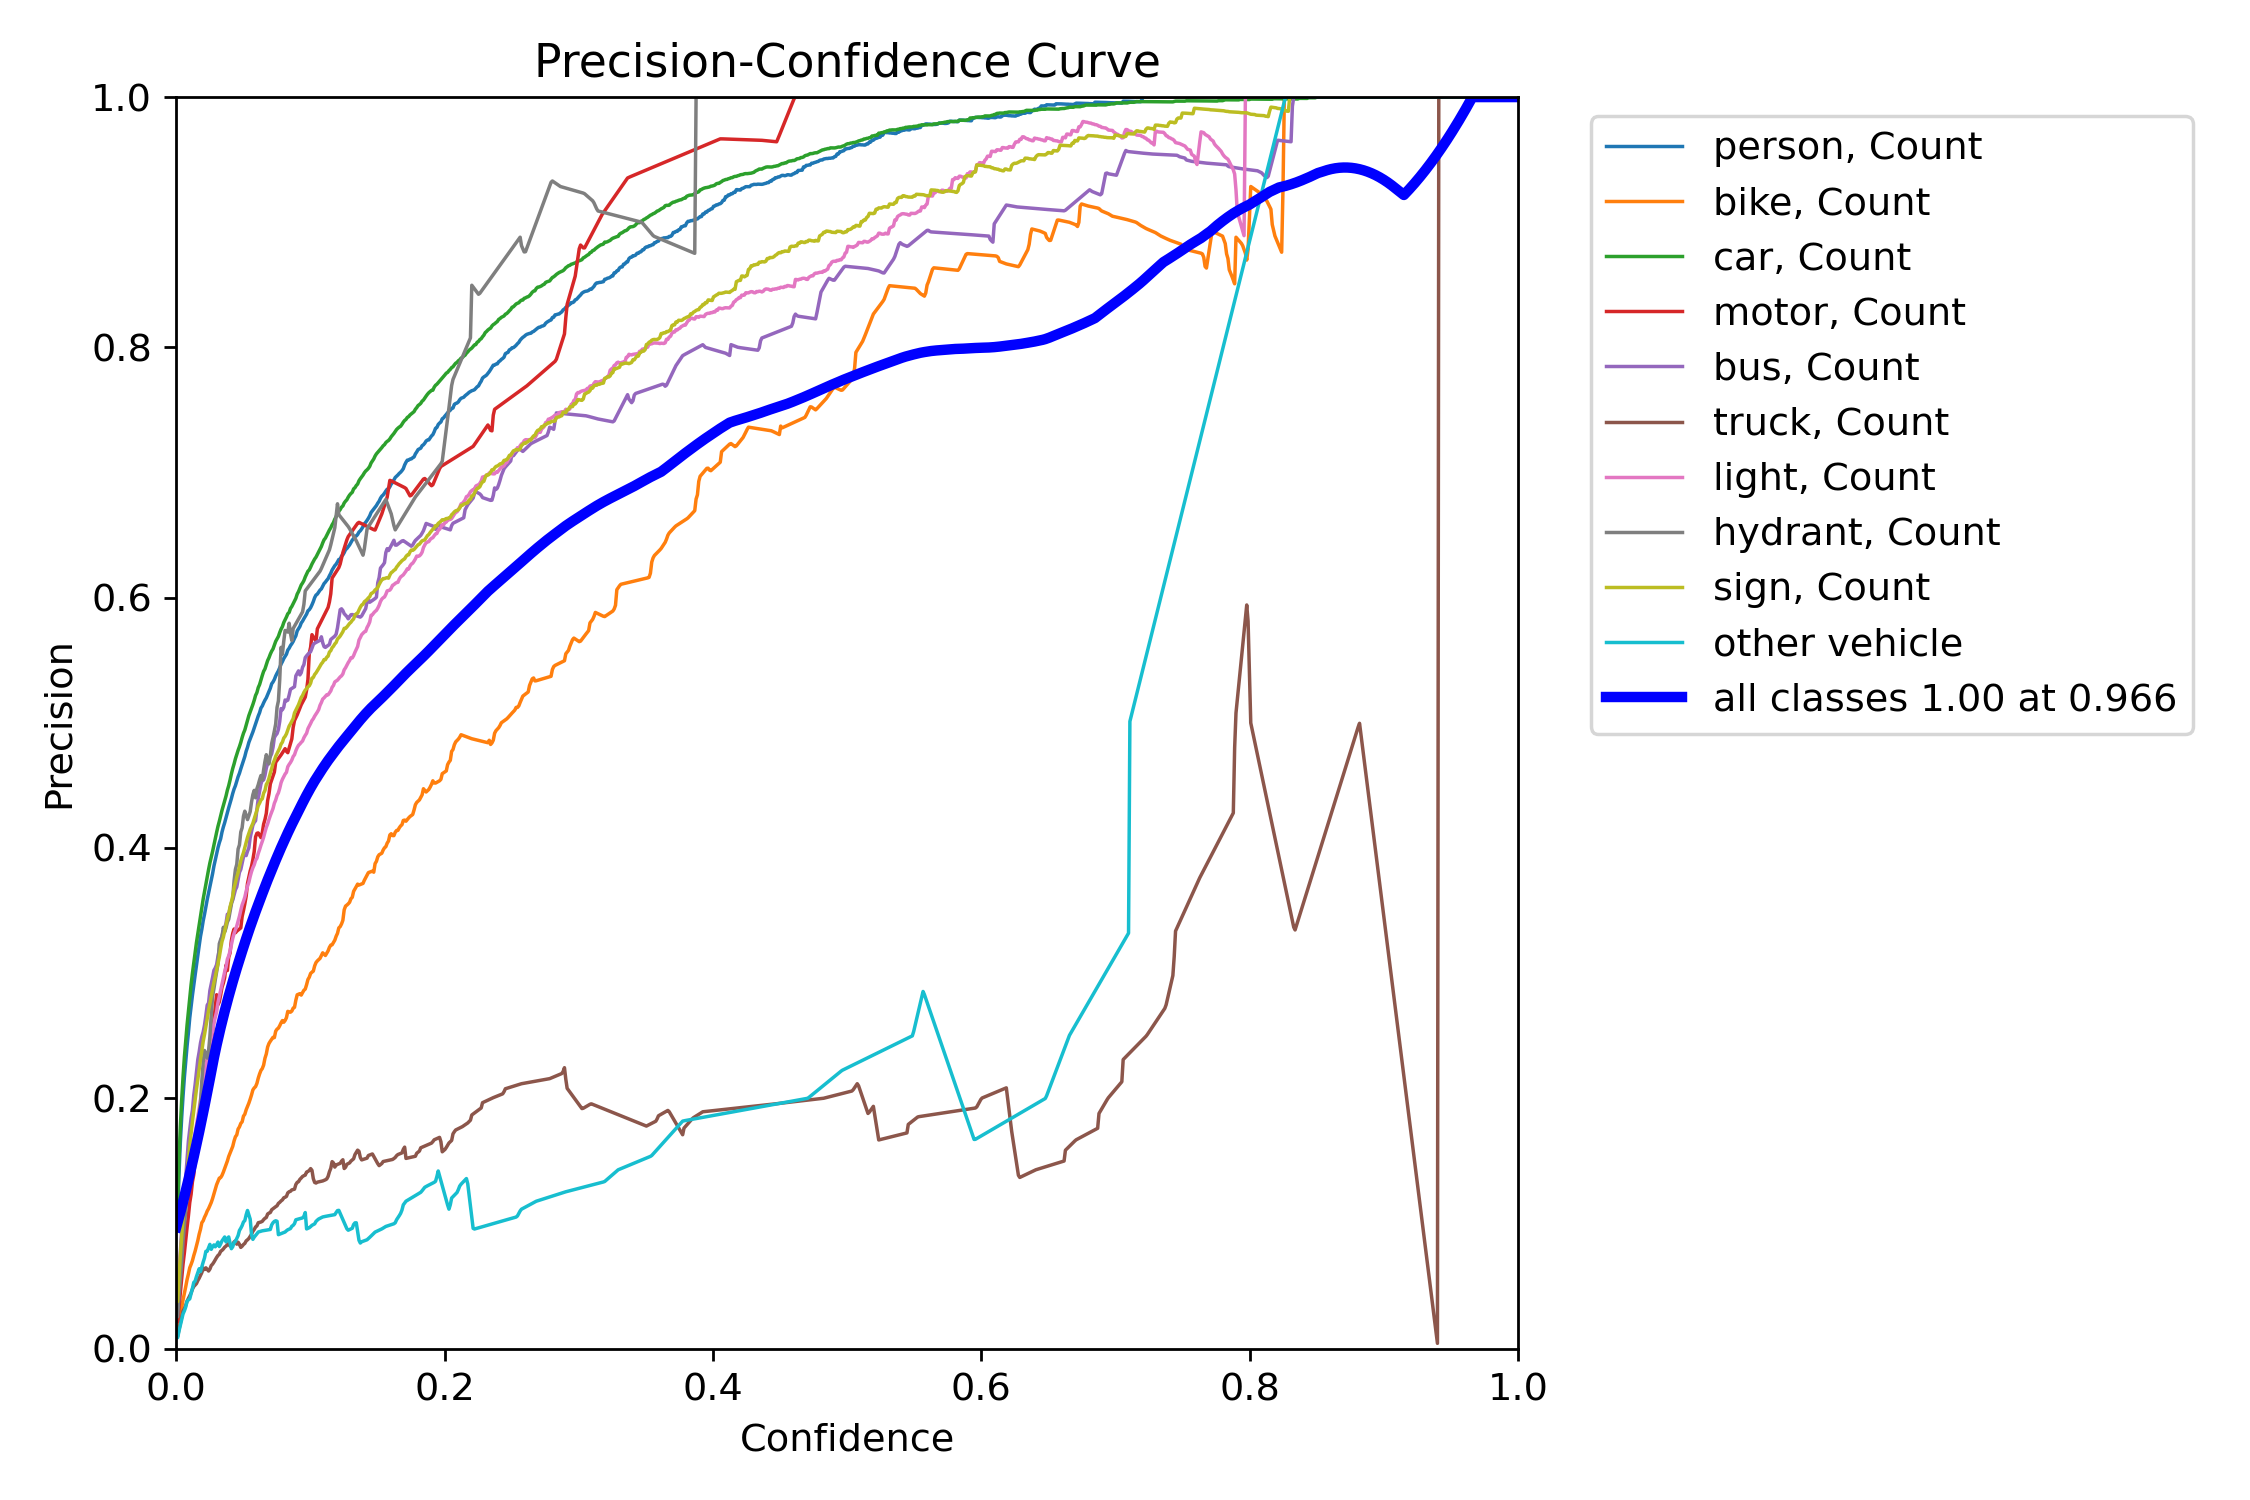 Precision-Confidence Curve
1.0
0.8
0.6
0.4
0.2
0.0
Precision
0.0 0.2 0.4 0.6 0.8 1.0
Confidence
person, Count
bike, Count
car, Count
motor, Count
bus, Count
truck, Count
light, Count
hydrant, Count
sign, Count
other vehicle
all classes 1.00 at 0.966